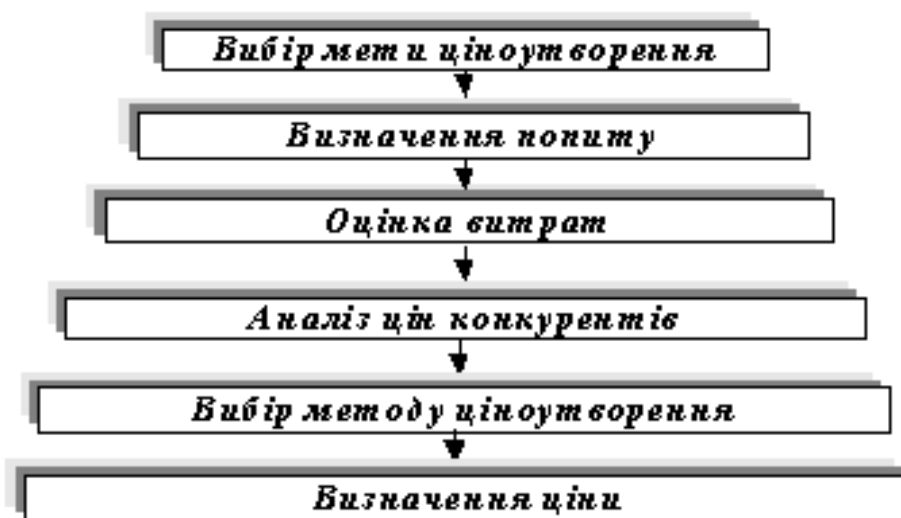 Вибір мети ціноутворення
Визначення попиту
Оцінка витрат
Аналіз цін конкурентів
Вибір методу ціноутворення
Визначення ціни